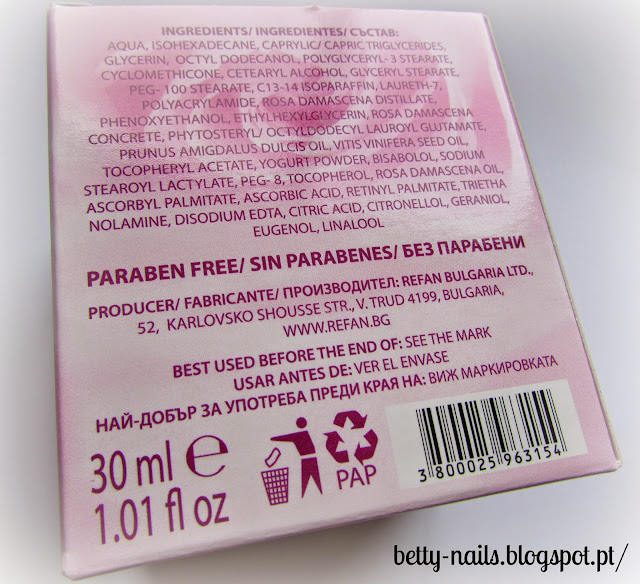 INGREDIENTS/ INGREDIENTES/ СЪСТАВ:
AQUA, ISOHEXADECANE, CAPRYLIC/ CAPRIC TRIGLYCERIDES,
GLYCERIN, OCTYL DODECANOL, POLYGLYCERYL- 3 STEARATE,
CYCLOMETHICONE, CETEARYL ALCOHOL, GLYCERYL STEARATE,
PEG- 100 STEARATE, C13-14 ISOPARAFFIN, LAURETH-7,
POLYACRYLAMIDE, ROSA DAMASCENA DISTILLATE,
PHENOXYETHANOL, ETHYLHEXYLGLYCERIN, ROSA DAMASCENA
CONCRETE, PHYTOSTERYL/ OCTYLDODECYL LAUROYL GLUTAMATE,
PRUNUS AMIGDALUS DULCIS OIL, VITIS VINIFERA SEED OIL,
TOCOPHERYL ACETATE, YOGURT POWDER, BISABOLOL, SODIUM
STEAROYL LACTYLATE, PEG- 8, TOCOPHEROL, ROSA DAMASCENA OIL,
ASCORBYL PALMITATE, ASCORBIC ACID, RETINYL PALMITATE, TRIETHA
NOLAMINE, DISODIUM EDTA, CITRIC ACID, CITRONELLOL, GERANIOL,
EUGENOL, LINALOOL
PARABEN FREE/ SIN PARABENES/ БЕЗ ПАРАБЕНИ
PRODUCER/ FABRICANTE/ ПРОИЗВОДИТЕЛ: REFAN BULGARIA LTD.,
52, KARLOVSKO SHOUSSE STR., V. TRUD 4199, BULGARIA,
WWW.REFAN.BG
BEST USED BEFORE THE END OF: SEE THE MARK
USAR ANTES DE: VER EL ENVASE
НАЙ-ДОБЪР ЗА УПОТРЕБА ПРЕДИ КРАЯ НА: ВИЖ МАРКИРОВКАТА
30 ml e
1.01 fl oz
PAP
3 800025 963154
betty-nails.blogspot.pt/